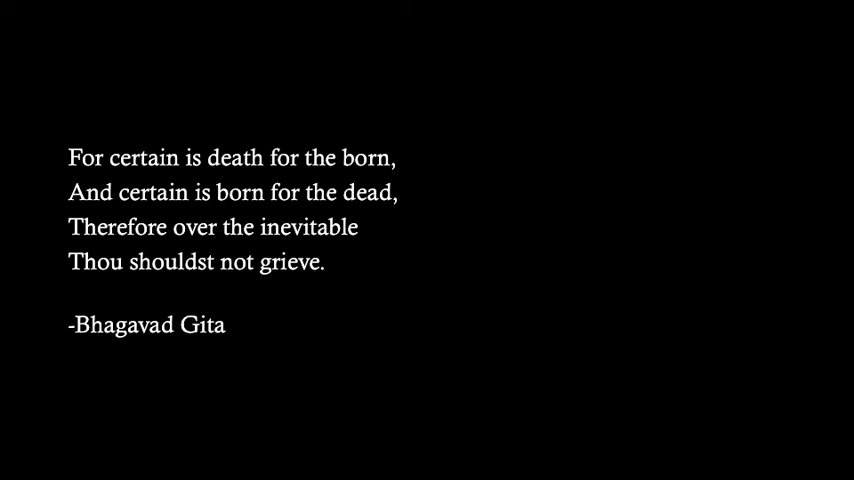 For certain is death for the born,
And certain is born for the dead,
Therefore over the inevitable
Thou shouldst not grieve.
-Bhagavad Gita